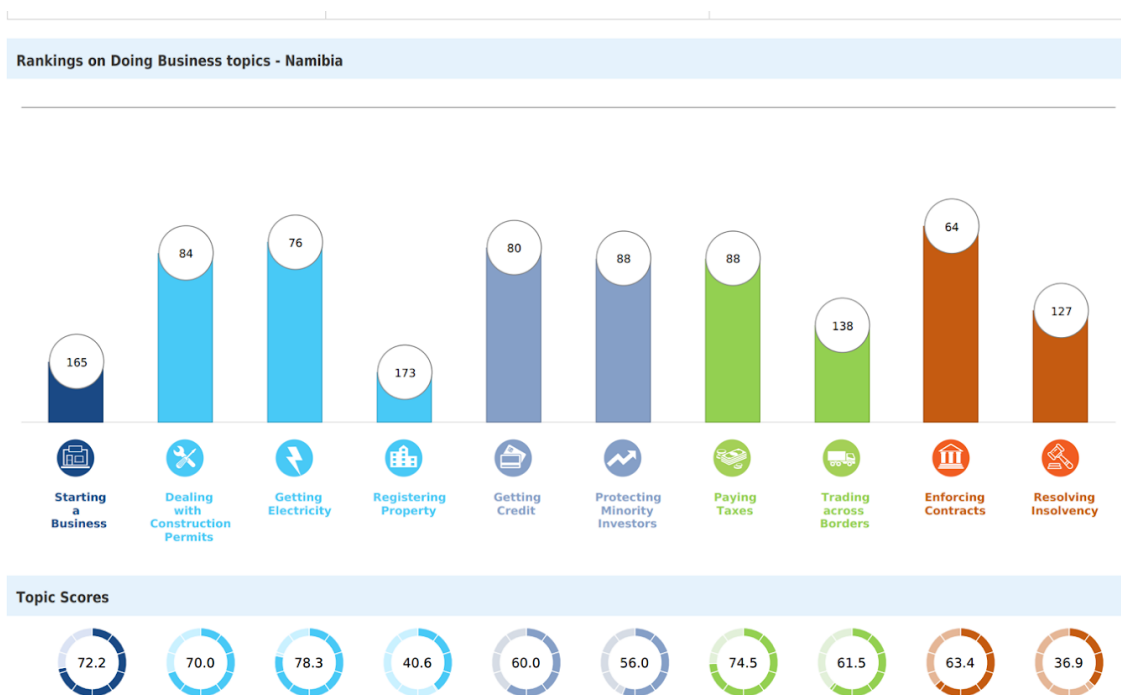 Rankings on Doing Business topics - Namibia
165
84
76
173
80
88
88
138
64
127
Starting
a
Business
Dealing
with
Construction
Permits
Getting
Electricity
Registering
Property
Getting
Credit
Protecting
Minority
Investors
Paying
Taxes
Trading
across
Borders
Enforcing
Contracts
Resolving
Insolvency
Topic Scores
72.2
70.0
78.3
40.6
60.0
56.0
74.5
61.5
63.4
36.9